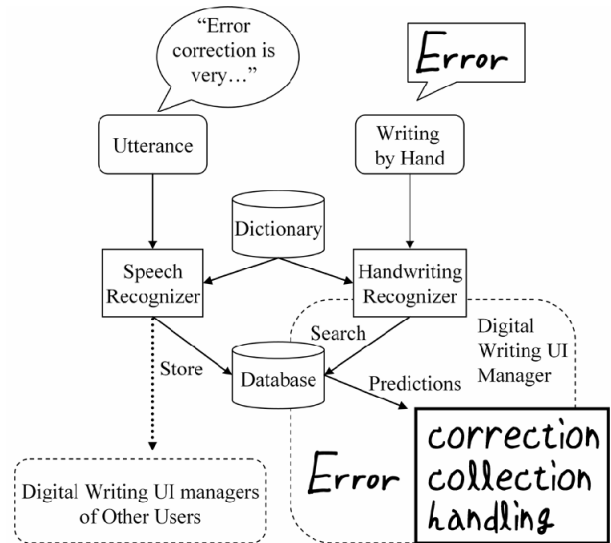 “Error
correction is
very…”
Error
Utterance
Writing
by Hand
Dictionary
Speech
Recognizer
Handwriting
Recognizer
Search
Digital
Writing UI
Manager
Store
Database
Predictions
Error
correction
collection
handling
Digital Writing UI managers
of Other Users